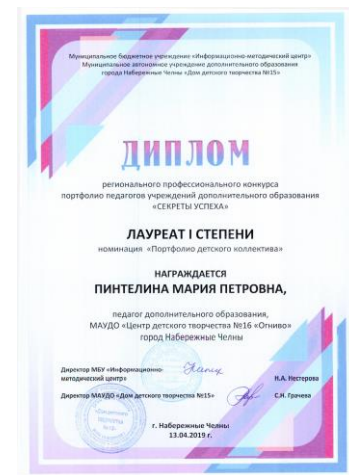 Муниципальное бюджетное учреждение «Информационно-методический центр»
Муниципальное автономное учреждение дополнительного образования
города Набережные Челны «Дом детского творчества №15»
ДИПЛОМ
регионального профессионального конкурса
портфолио педагогов учреждений дополнительного образования
«СЕКРЕТЫ УСПЕХА»
ЛАУРЕАТ I СТЕПЕНИ
номинация «Портфолио детского коллектива»
НАГРАЖДАЕТСЯ
ПИНТЕЛИНА МАРИЯ ПЕТРОВНА,
педагог дополнительного образования,
МАУДО «Центр детского творчества №16 «Огниво»
город Набережные Челны
Директор МБУ «Информационно-
методический центр» Н.А. Нестерова
Директор МАУДО «Дом детского творчества №15» С.Н. Грачева
г. Набережные Челны
13.04.2019 г.